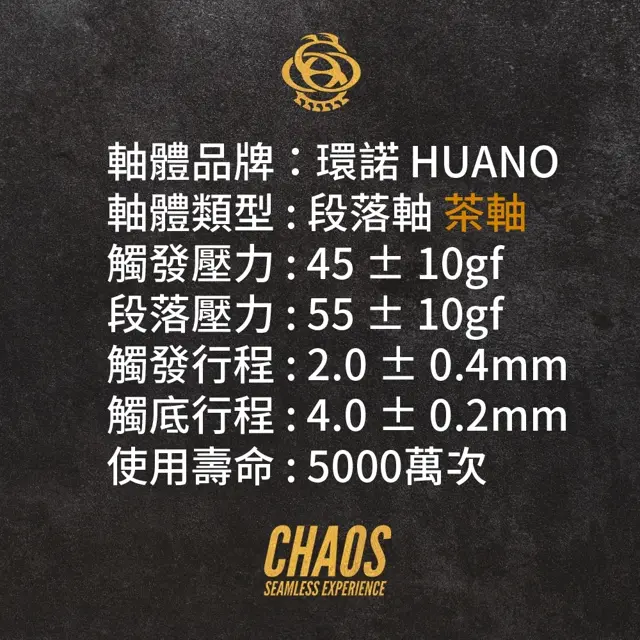 軸體品牌：環諾 HUANO
軸體類型 : 段落軸 茶軸
觸發壓力 : 45 ± 10gf
段落壓力 : 55 ± 10gf
觸發行程 : 2.0 ± 0.4mm
觸底行程 : 4.0 ± 0.2mm
使用壽命 : 5000萬次
CHAOS
SEAMLESS EXPERIENCE